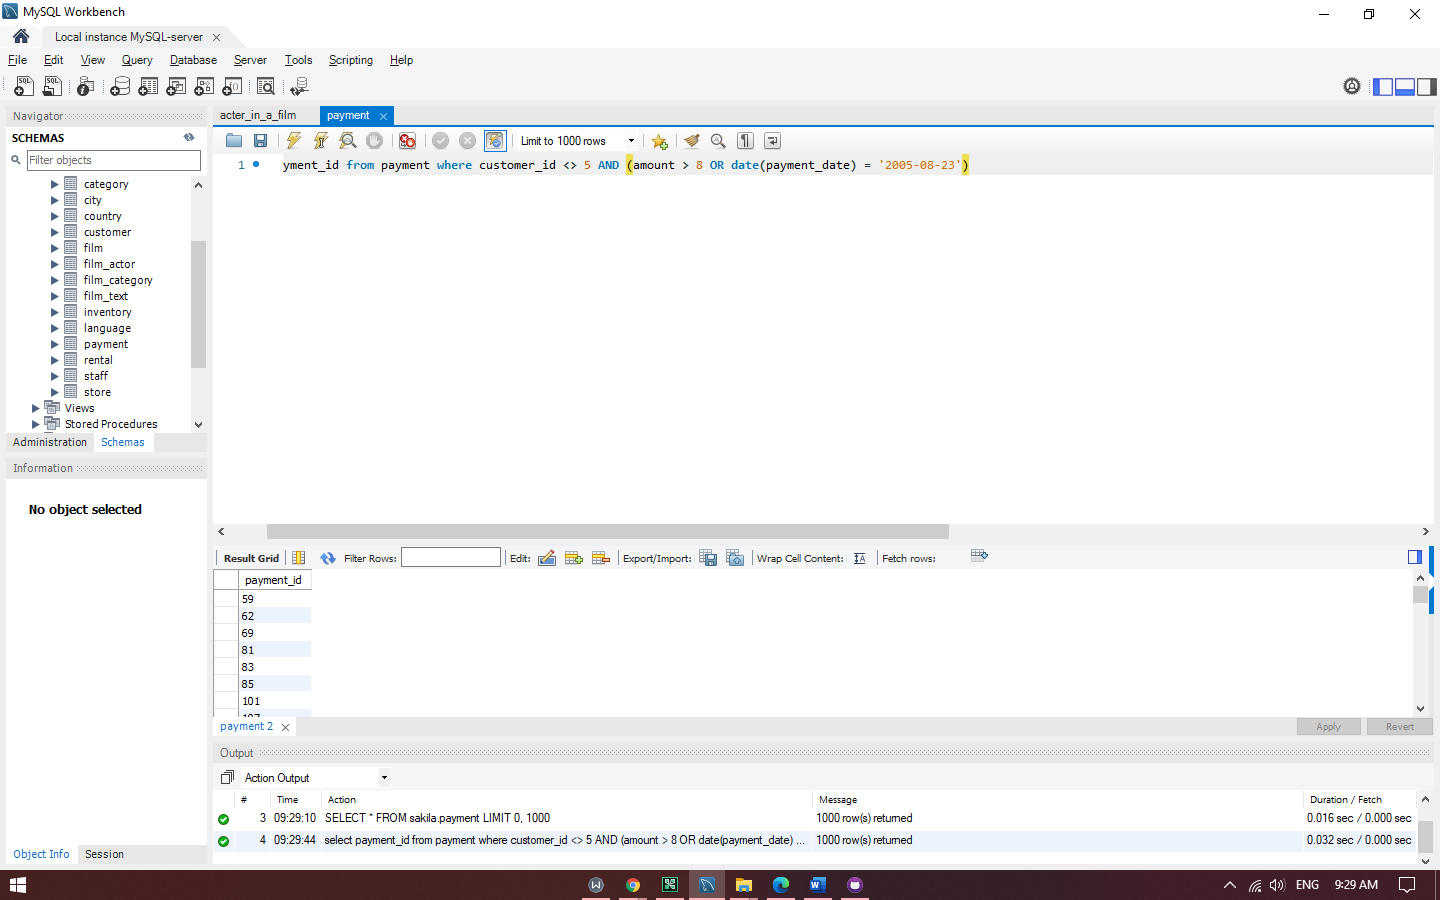 MySQL Workbench
Local instance MySQL-server
File Edit View Query Database Server Tools Scripting Help
Navigator
SCHEMAS
Filter objects
category
city
country
customer
film
film_actor
film_category
film_text
inventory
language
payment
rental
staff
store
Views
Stored Procedures
Administration Schemas
Information
No object selected
Object Info Session
acter_in_a_film payment
Limit to 1000 rows
1 yment_id from payment where customer_id <> 5 AND (amount > 8 OR date(payment_date) = '2005-08-23')
Result Grid Filter Rows: Edit: Export/Import: Wrap Cell Content: Fetch rows:
payment_id
59
62
69
81
83
85
101
payment 2 Apply Revert
Output
Action Output
# Time Action Message Duration / Fetch
3 09:29:10 SELECT * FROM sakila.payment LIMIT 0, 1000 1000 row(s) returned 0.016 sec / 0.000 sec
4 09:29:44 select payment_id from payment where customer_id <> 5 AND (amount > 8 OR date(payment_date) ... 1000 row(s) returned 0.032 sec / 0.000 sec
ENG 9:29 AM